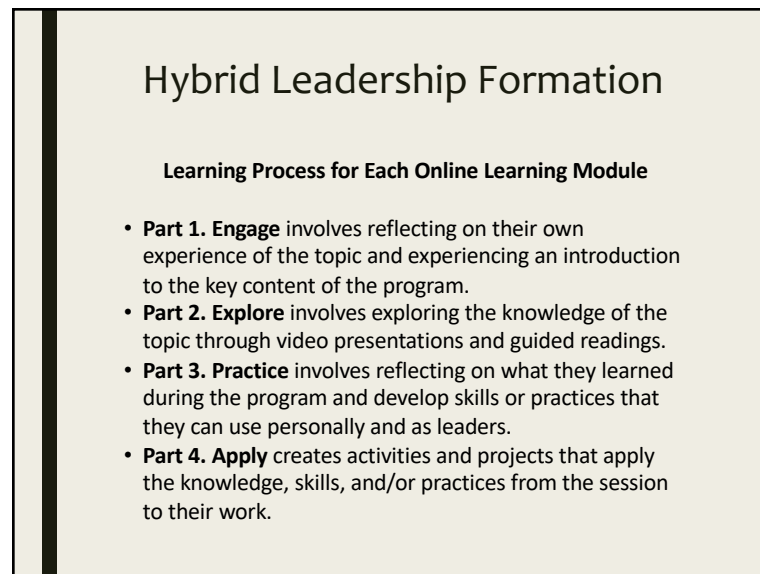 Hybrid Leadership Formation
Learning Process for Each Online Learning Module
• Part 1. Engage involves reflecting on their own
experience of the topic and experiencing an introduction
to the key content of the program.
• Part 2. Explore involves exploring the knowledge of the
topic through video presentations and guided readings.
• Part 3. Practice involves reflecting on what they learned
during the program and develop skills or practices that
they can use personally and as leaders.
• Part 4. Apply creates activities and projects that apply
the knowledge, skills, and/or practices from the session
to their work.